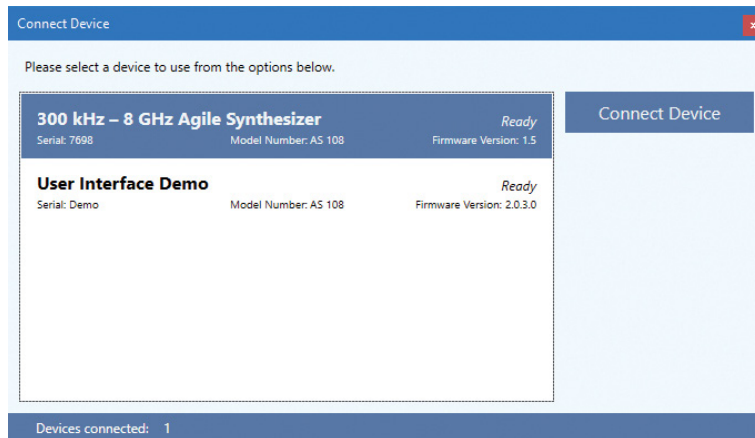 Connect Device
Please select a device to use from the options below.
300 kHz – 8 GHz Agile Synthesizer Ready
Serial: 7698 Model Number: AS 108 Firmware Version: 1.5
Connect Device
User Interface Demo Ready
Serial: Demo Model Number: AS 108 Firmware Version: 2.0.3.0
Devices connected: 1